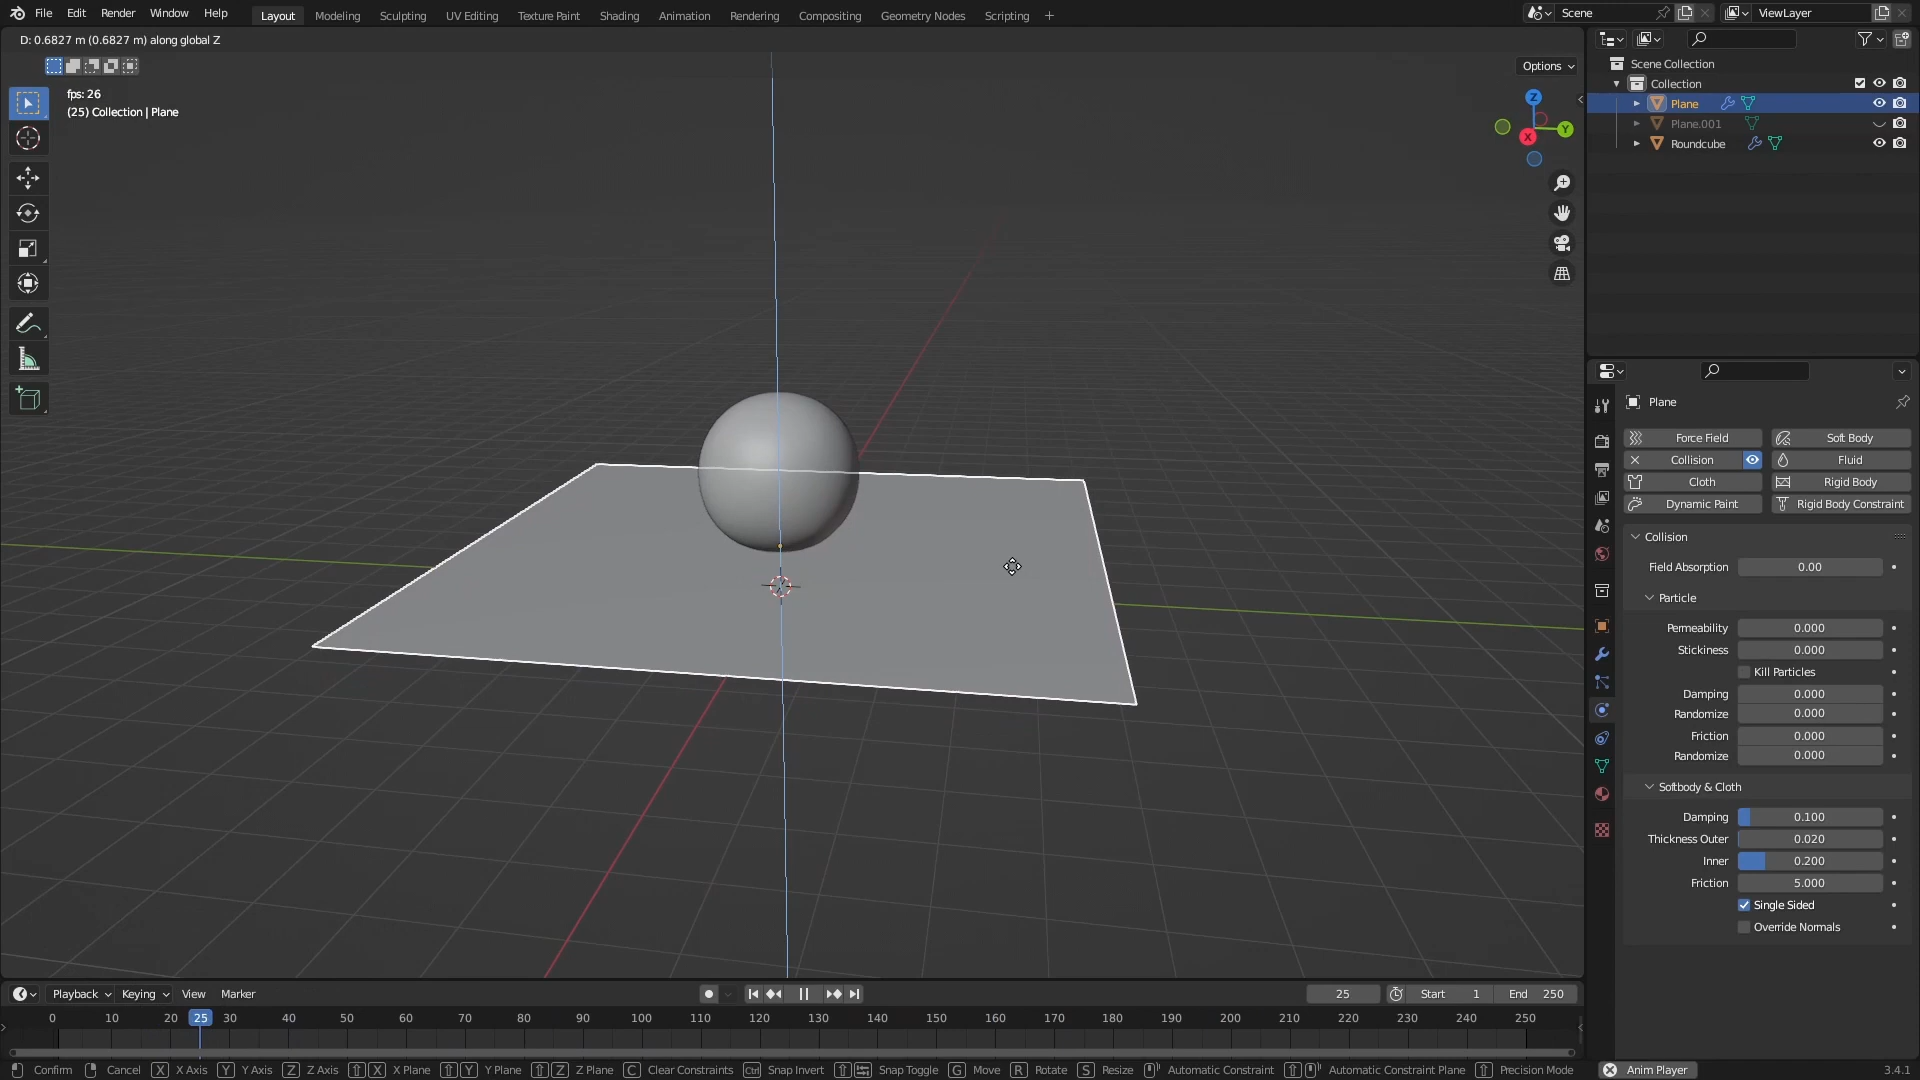 File Edit Render Window Help
Layout Modeling Sculpting UV Editing Texture Paint Shading Animation Rendering Compositing Geometry Nodes Scripting +
Scene
ViewLayer
D: 0.6827 m (0.6827 m) along global Z
Options
fps: 26
(25) Collection | Plane
Z
Y
X
Scene Collection
Collection
Plane
Plane.001
Roundcube
Plane
Force Field
Soft Body
Collision
Fluid
Cloth
Rigid Body
Dynamic Paint
Rigid Body Constraint
Collision
Field Absorption 0.00
Particle
Permeability 0.000
Stickiness 0.000
Kill Particles
Damping 0.000
Randomize 0.000
Friction 0.000
Randomize 0.000
Softbody & Cloth
Damping 0.100
Thickness Outer 0.020
Inner 0.200
Friction 5.000
Single Sided
Override Normals
Playback Keying View Marker
25
Start 1
End 250
0 10 20 25 30 40 50 60 70 80 90 100 110 120 130 140 150 160 170 180 190 200 210 220 230 240 250
Confirm Cancel X X Axis Y Y Axis Z Z Axis X X Plane Y Y Plane Z Z Plane C Clear Constraints Ctrl Snap Invert Snap Toggle G Move R Rotate S Resize Automatic Constraint Automatic Constraint Plane Precision Mode
Anim Player
3.4.1